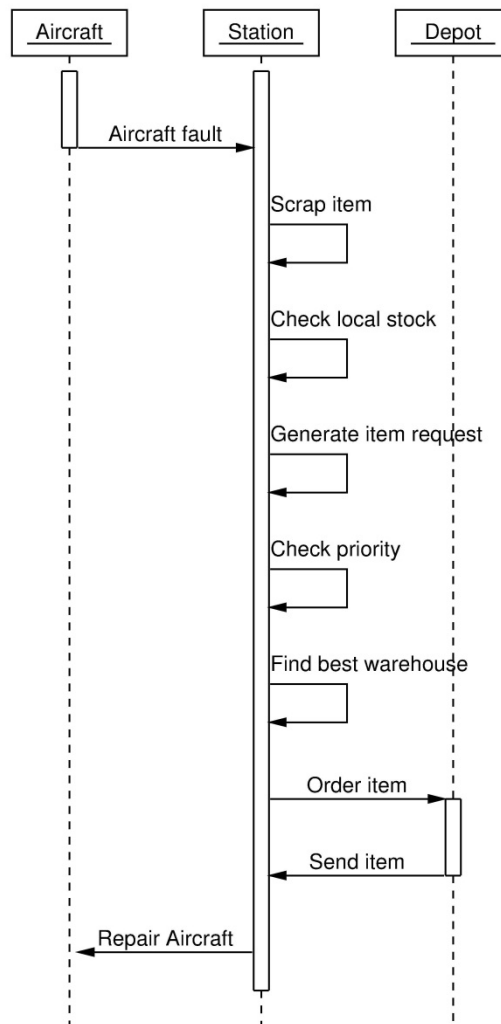 Aircraft
Station
Depot
Aircraft fault
Scrap item
Check local stock
Generate item request
Check priority
Find best warehouse
Order item
Send item
Repair Aircraft